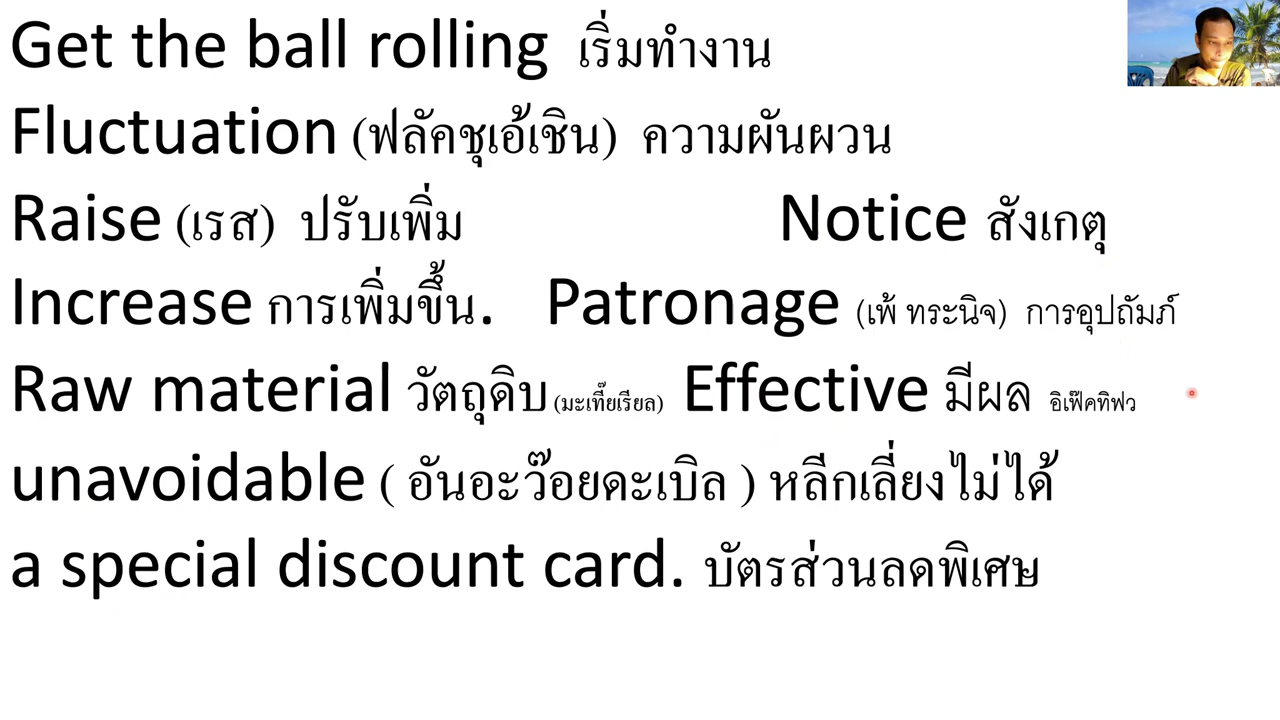 Get the ball rolling เริ่มทำงาน
Fluctuation (ฟลัคชุเอ้เชิน) ความผันผวน
Raise (เรส) ปรับเพิ่ม Notice สังเกตุ
Increase การเพิ่มขึ้น. Patronage (เพ้ ทระนิจ) การอุปถัมภ์
Raw material วัตถุดิบ (มะเที๊ยเรียล) Effective มีผล อิเฟ๊คทิฟว
unavoidable ( อันอะว๊อยดะเบิล ) หลีกเลี่ยงไม่ได้
a special discount card. บัตรส่วนลดพิเศษ